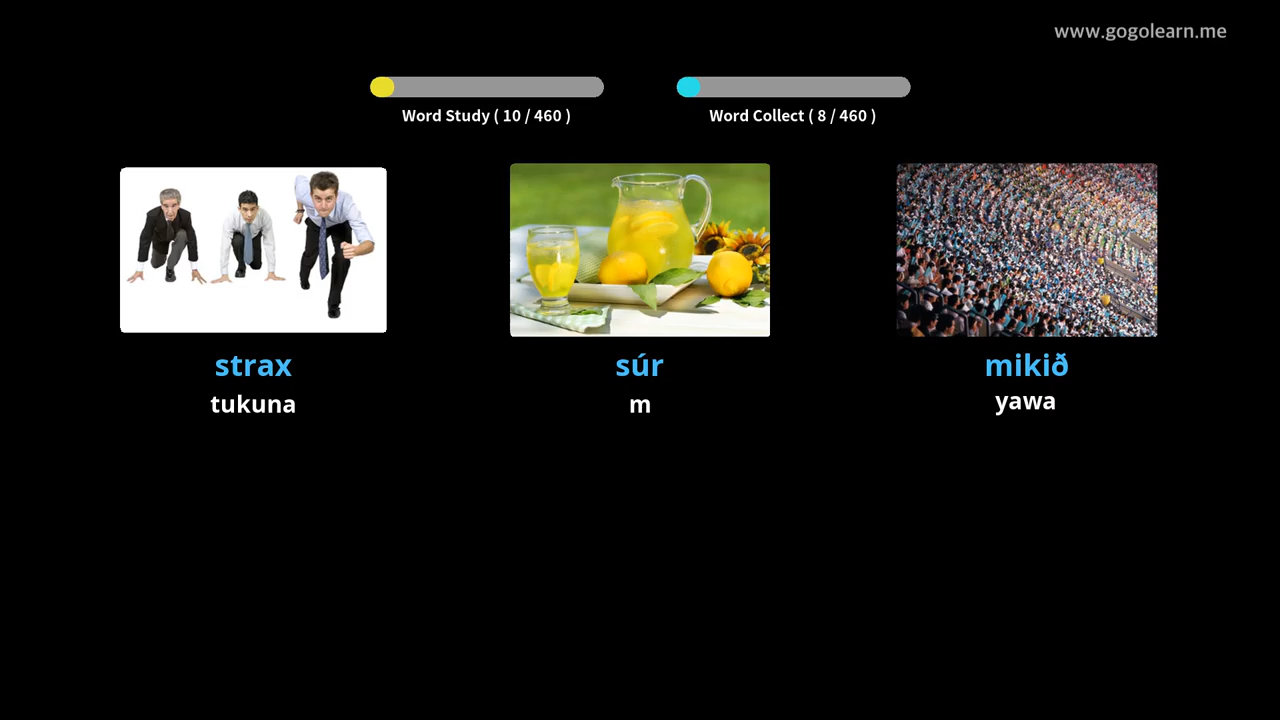 www.gogolearn.me
Word Study ( 10 / 460 )
Word Collect ( 8 / 460 )
strax
súr
mikið
tukuna
m
yawa